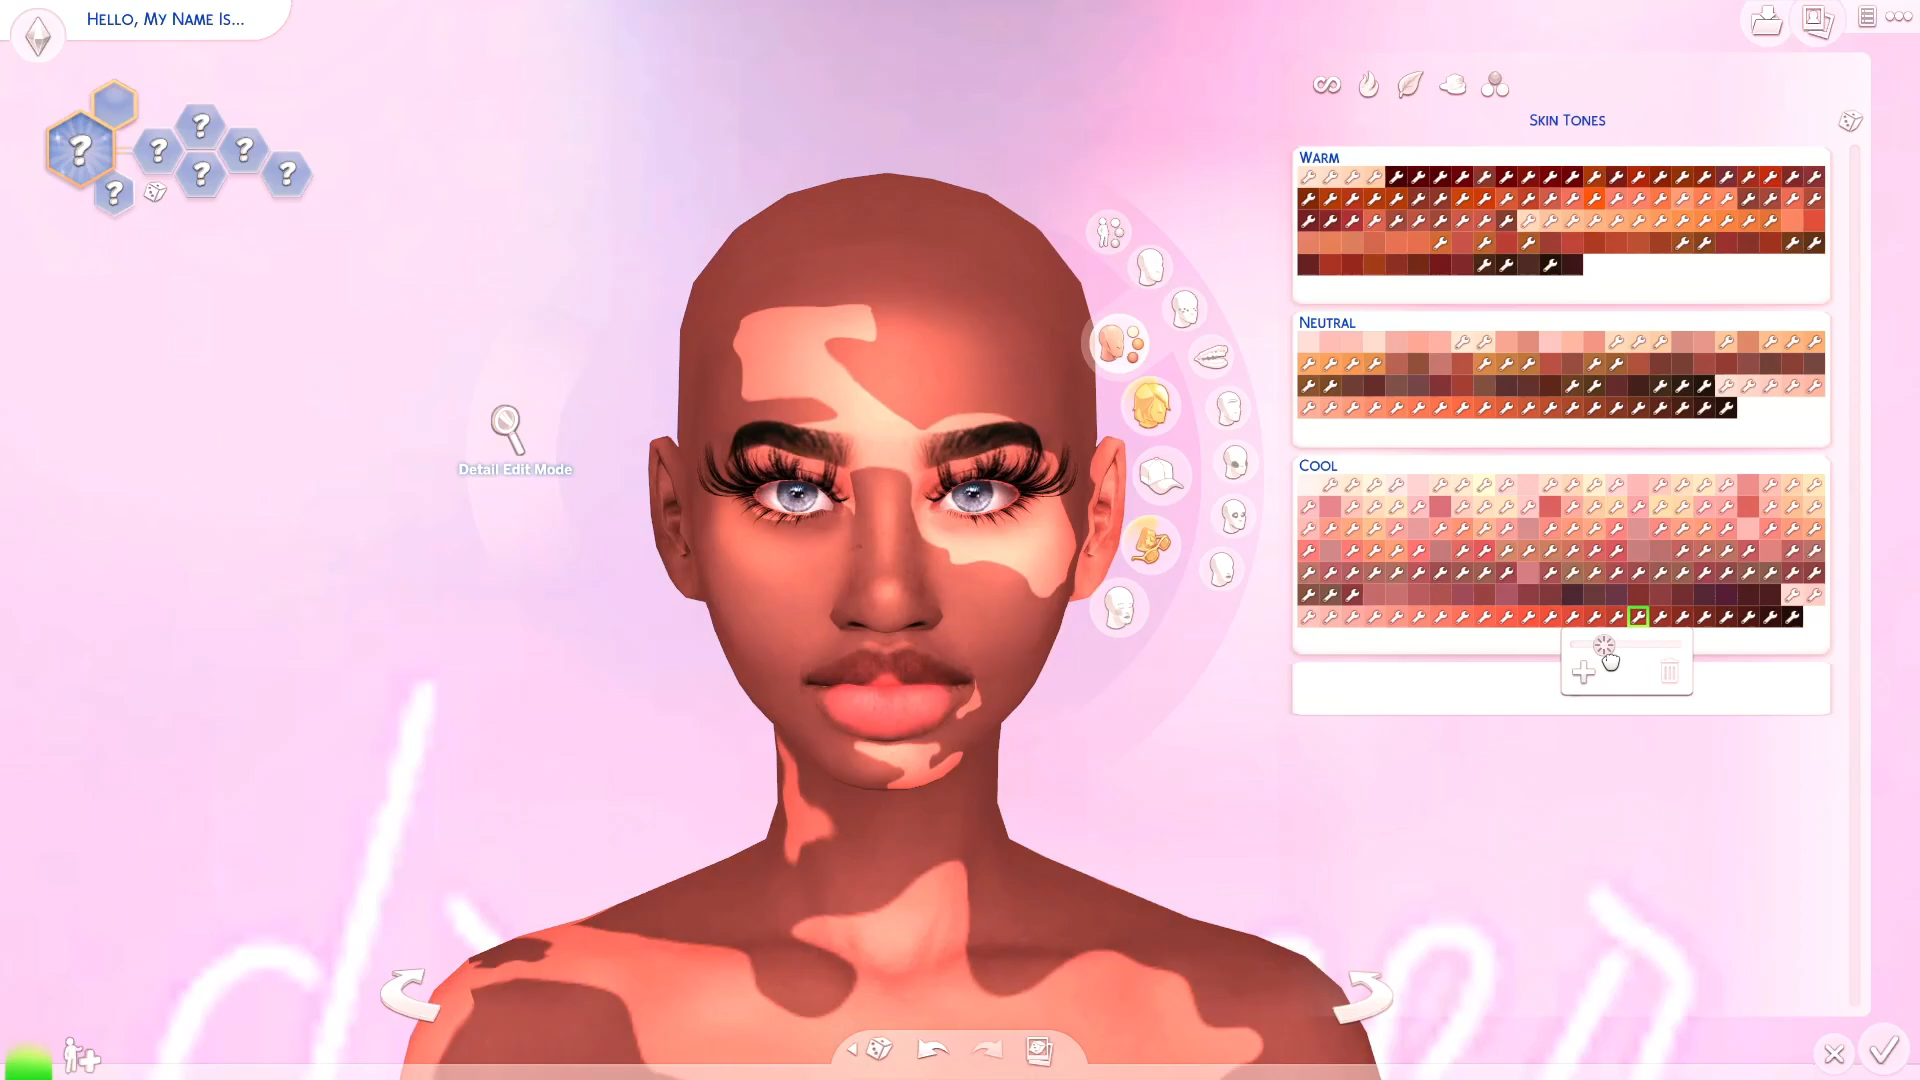 Hello, My Name Is...
Skin Tones
Warm
Neutral
Detail Edit Mode
Cool